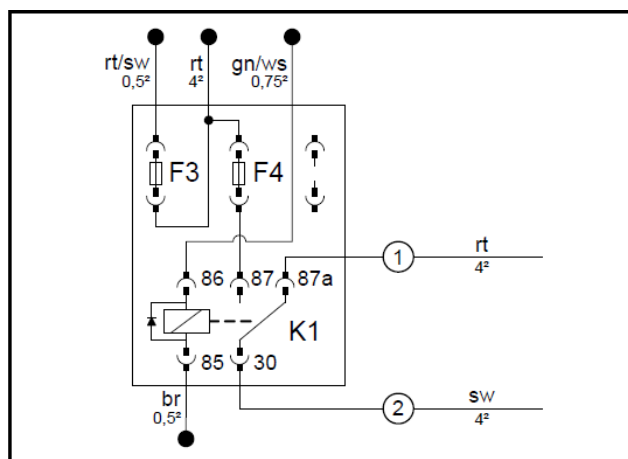 rt/sw
0,5²
rt
4²
gn/ws
0,75²
F3
F4
86
87
87a
1
rt
4²
K1
85
30
br
0,5²
2
sw
4²